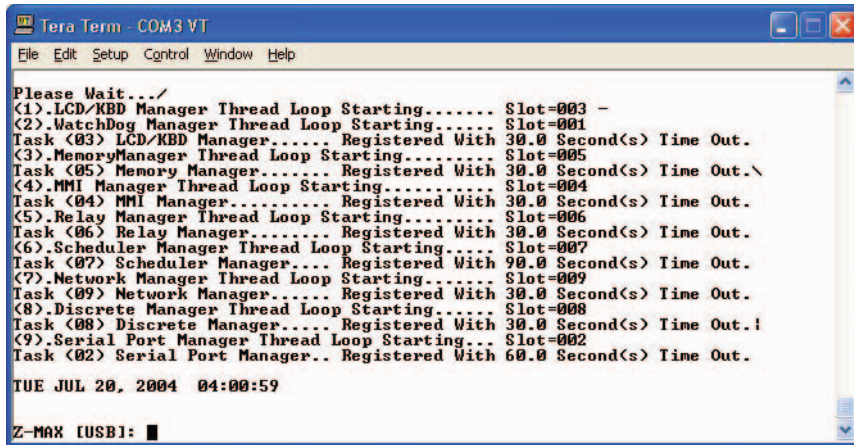 Tera Term - COM3 VT
File Edit Setup Control Window Help
Please Wait.../
(1).LCD/KBD Manager Thread Loop Starting....... Slot=003 -
(2).WatchDog Manager Thread Loop Starting...... Slot=001
Task (03) LCD/KBD Manager...... Registered With 30.0 Second(s) Time Out.
(3).MemoryManager Thread Loop Starting......... Slot=005
Task (05) Memory Manager....... Registered With 30.0 Second(s) Time Out.\
(4).MMI Manager Thread Loop Starting........... Slot=004
Task (04) MMI Manager.......... Registered With 30.0 Second(s) Time Out.
(5).Relay Manager Thread Loop Starting......... Slot=006
Task (06) Relay Manager........ Registered With 30.0 Second(s) Time Out.
(6).Scheduler Manager Thread Loop Starting..... Slot=007
Task (07) Scheduler Manager.... Registered With 90.0 Second(s) Time Out.
(7).Network Manager Thread Loop Starting....... Slot=009
Task (09) Network Manager...... Registered With 30.0 Second(s) Time Out.
(8).Discrete Manager Thread Loop Starting...... Slot=008
Task (08) Discrete Manager..... Registered With 30.0 Second(s) Time Out.¦
(9).Serial Port Manager Thread Loop Starting... Slot=002
Task (02) Serial Port Manager.. Registered With 60.0 Second(s) Time Out.
TUE JUL 20, 2004  04:00:59
Z-MAX [USB]: